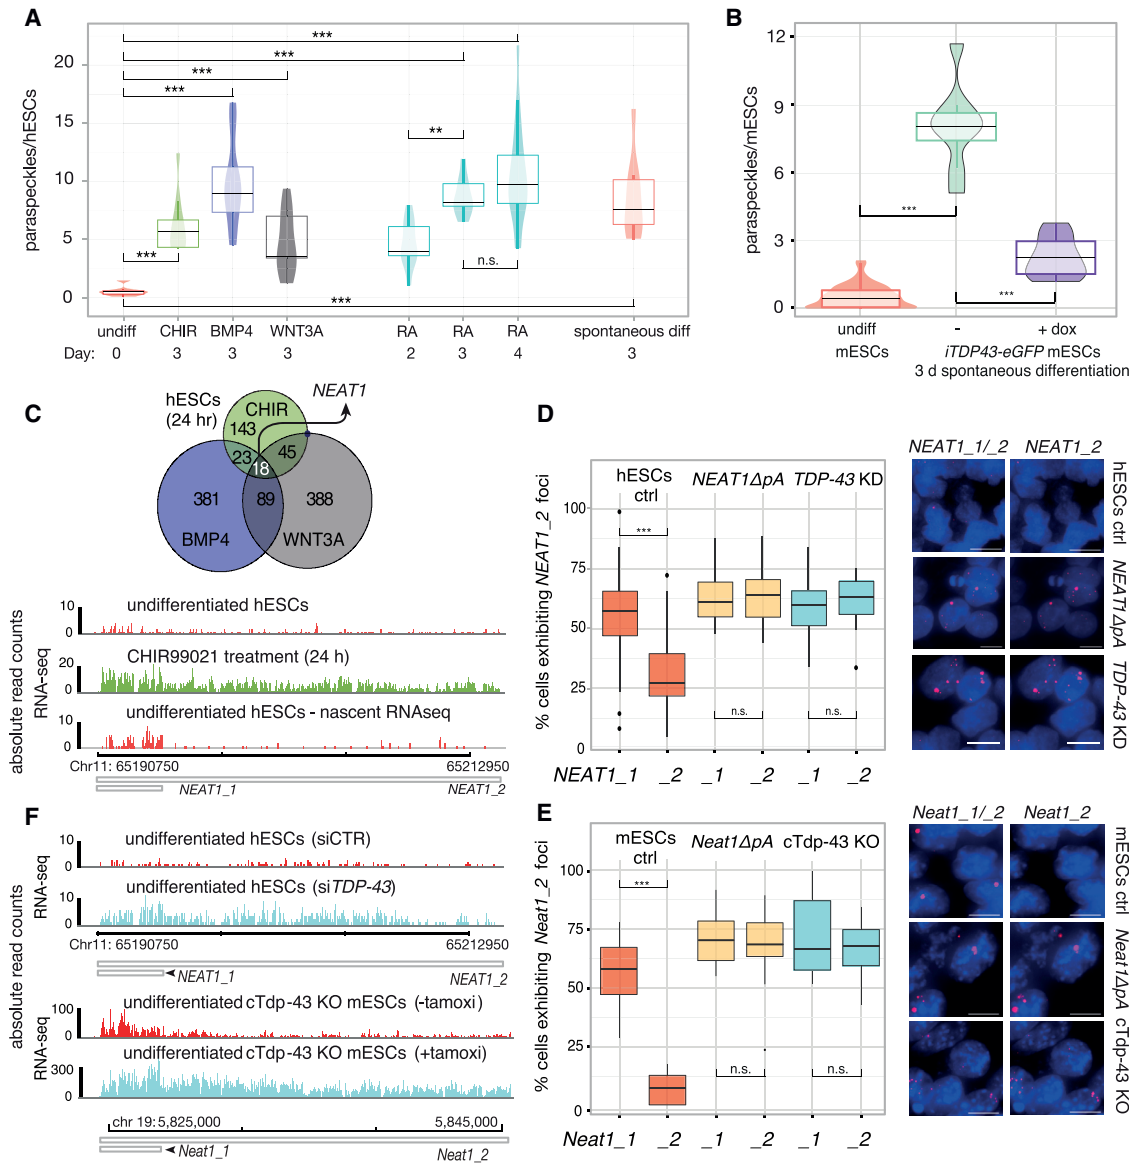 A
paraspeckles/hESCs
20
15
10
5
0
***
***
***
***
***
**
n.s.
***
undiff CHIR BMP4 WNT3A RA RA RA spontaneous diff
Day: 0 3 3 3 2 3 4 3
B
paraspeckles/mESCs
12
9
6
3
0
***
***
undiff - + dox
mESCs iTDP43-eGFP mESCs
3 d spontaneous differentiation
C
hESCs
(24 hr)
NEAT1
CHIR
143
23 45
18
381 89 388
BMP4 WNT3A
absolute read counts
RNA-seq
undifferentiated hESCs
10
0
CHIR99021 treatment (24 h)
20
0
undifferentiated hESCs - nascent RNAseq
10
0
Chr11: 65190750 65212950
NEAT1_1 NEAT1_2
D
% cells exhibiting NEAT1_2 foci
hESCs NEAT1ΔpA TDP-43 KD
ctrl
100
75
50
25
0
***
n.s. n.s.
NEAT1_1 _2 _1 _2 _1 _2
NEAT1_1/_2 NEAT1_2
hESCs ctrl
NEAT1ΔpA
TDP-43 KD
E
% cells exhibiting Neat1_2 foci
mESCs Neat1ΔpA cTdp-43 KO
ctrl
100
75
50
25
0
***
n.s. n.s.
Neat1_1 _2 _1 _2 _1 _2
Neat1_1/_2 Neat1_2
mESCs ctrl
Neat1ΔpA
cTdp-43 KO
F
absolute read counts
RNA-seq
undifferentiated hESCs (siCTR)
10
0
undifferentiated hESCs (siTDP-43)
10
0
Chr11: 65190750 65212950
NEAT1_1 NEAT1_2
RNA-seq
undifferentiated cTdp-43 KO mESCs (-tamoxi)
100
0
undifferentiated cTdp-43 KO mESCs (+tamoxi)
300
0
chr 19: 5,825,000 5,845,000
Neat1_1 Neat1_2